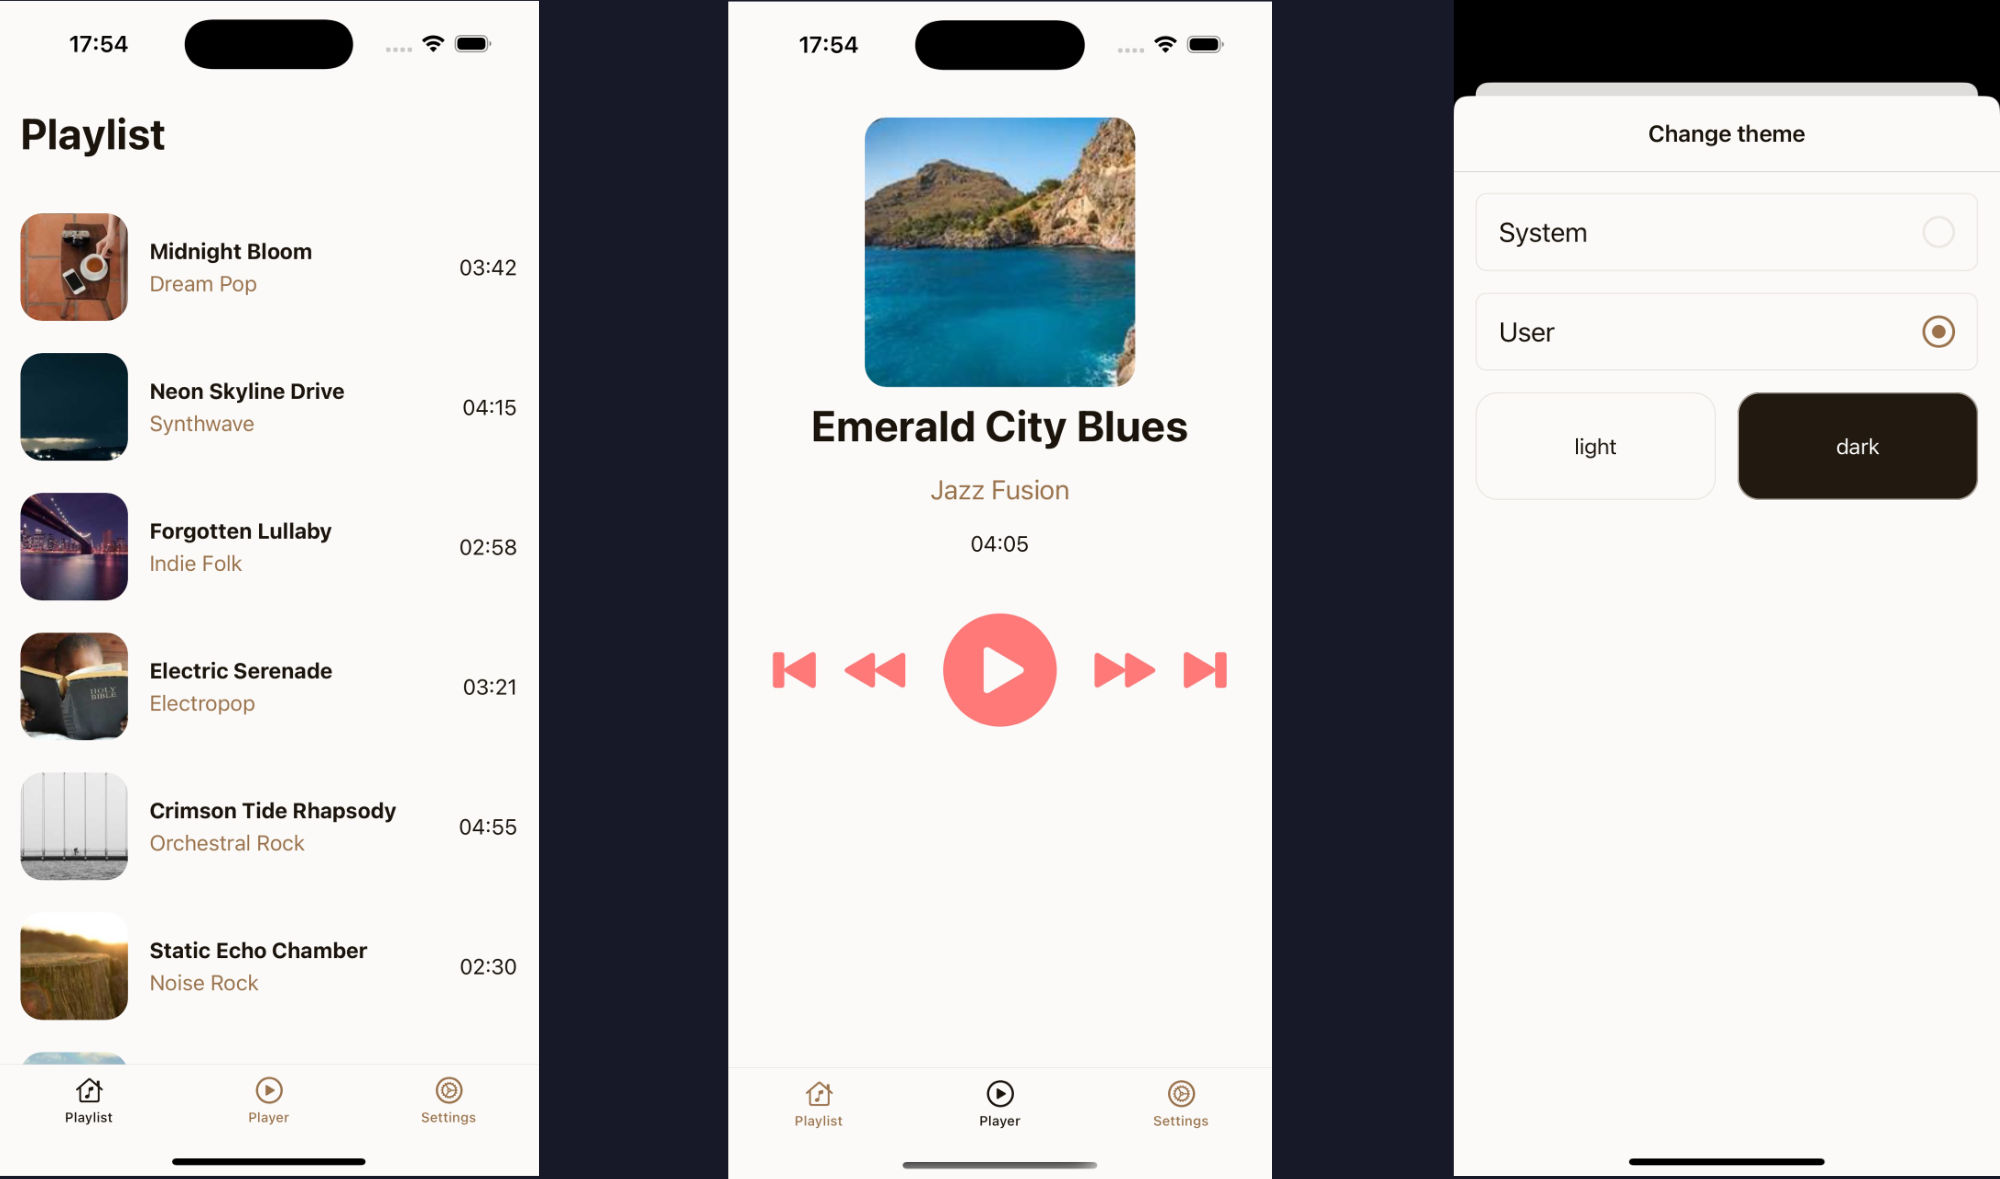 17:54
Playlist
Midnight Bloom
Dream Pop
03:42
Neon Skyline Drive
Synthwave
04:15
Forgotten Lullaby
Indie Folk
02:58
HOLY
BIBLE
Electric Serenade
Electropop
03:21
Crimson Tide Rhapsody
Orchestral Rock
04:55
Static Echo Chamber
Noise Rock
02:30
Playlist
Player
Settings
17:54
Emerald City Blues
Jazz Fusion
04:05
Playlist
Player
Settings
Change theme
System
User
light
dark